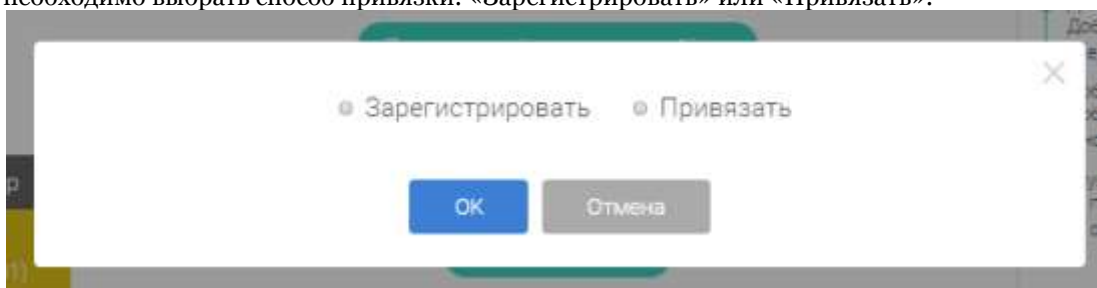 необходимо выбрать способ привязки: «Зарегистрировать» или «Привязать».
Зарегистрировать Привязать
ОК Отмена